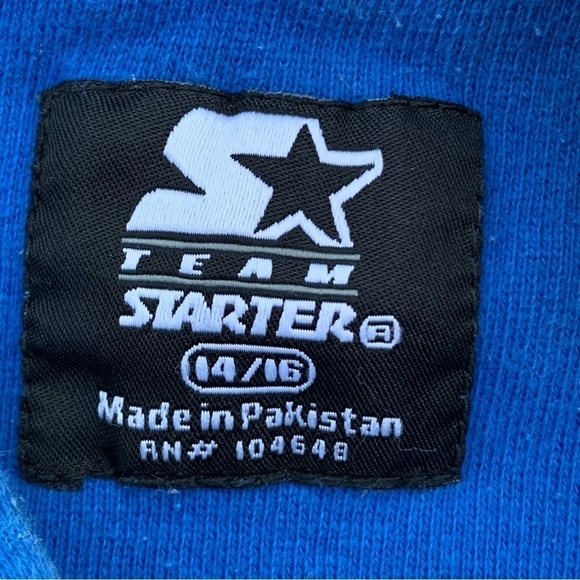 TEAM
STARTER®
14/16
Made in Pakistan
RN# 104648